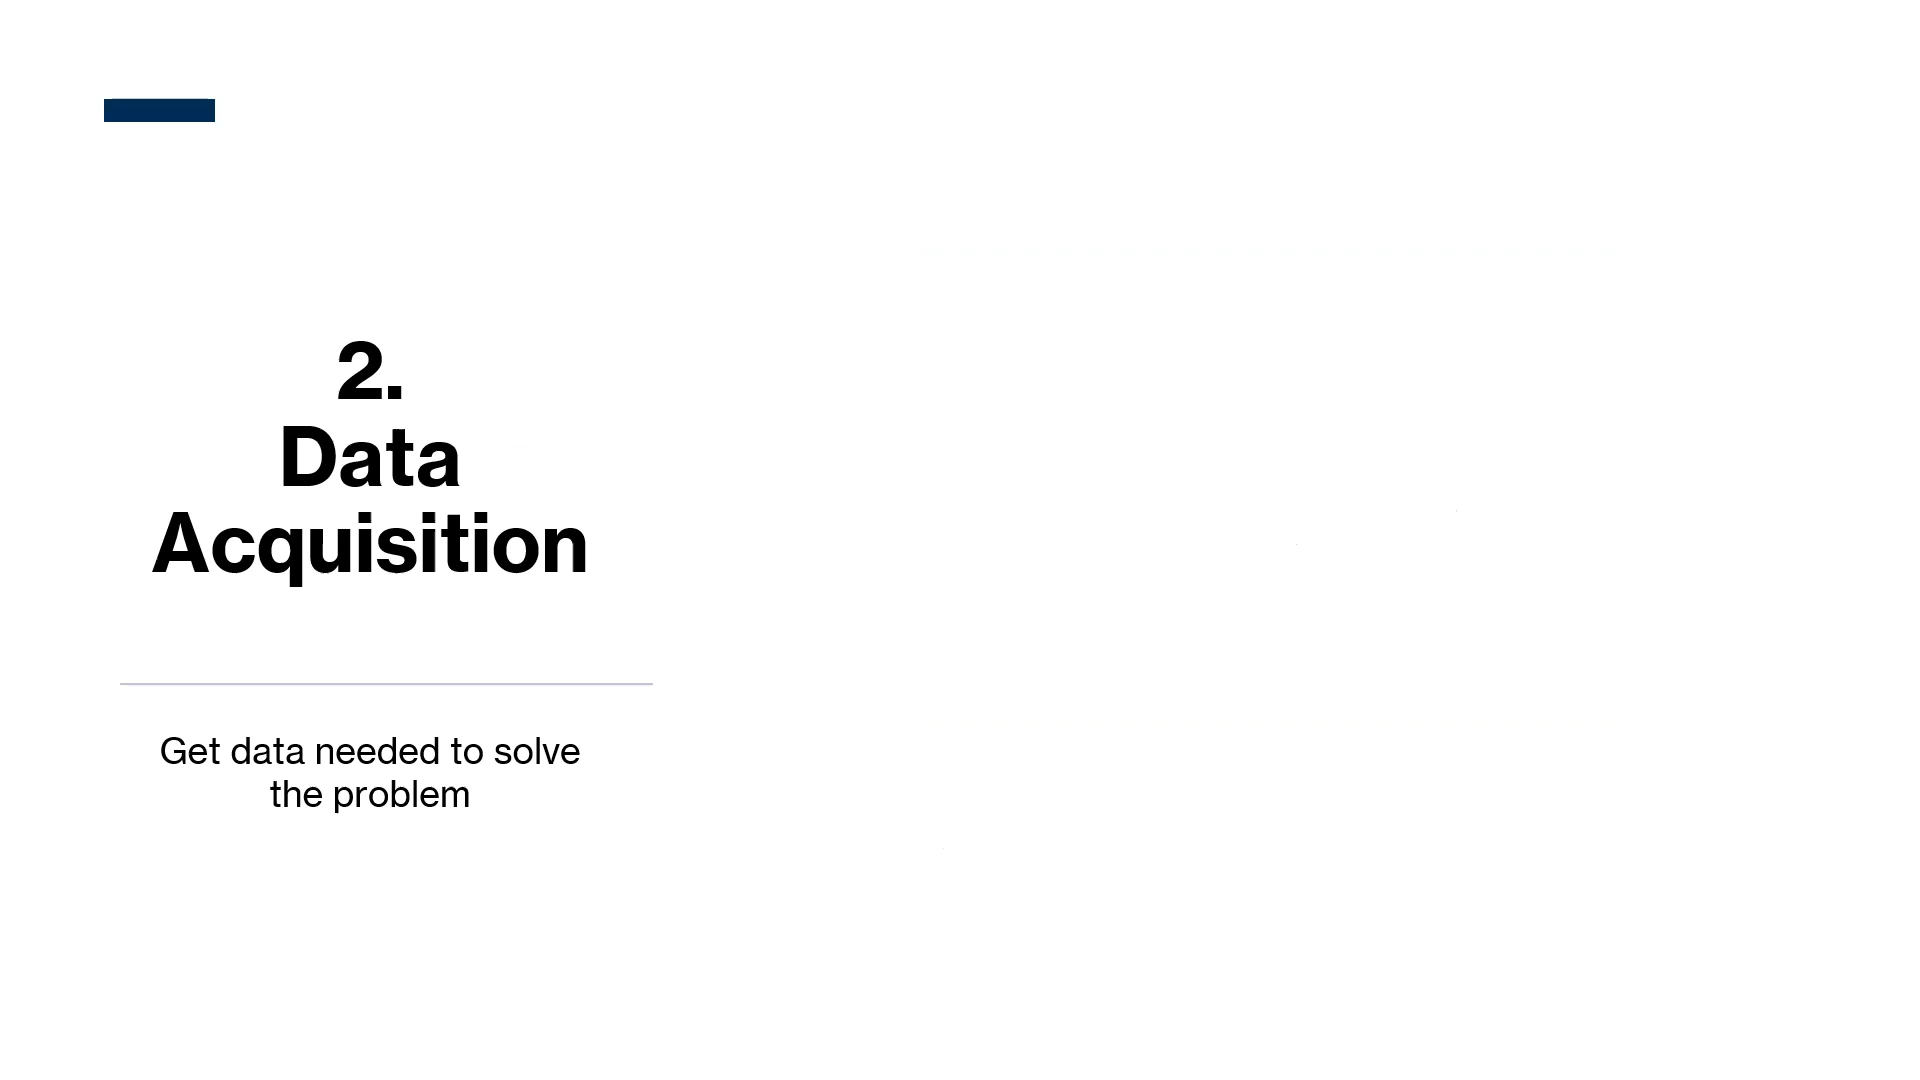 2.
Data
Acquisition
Get data needed to solve
the problem